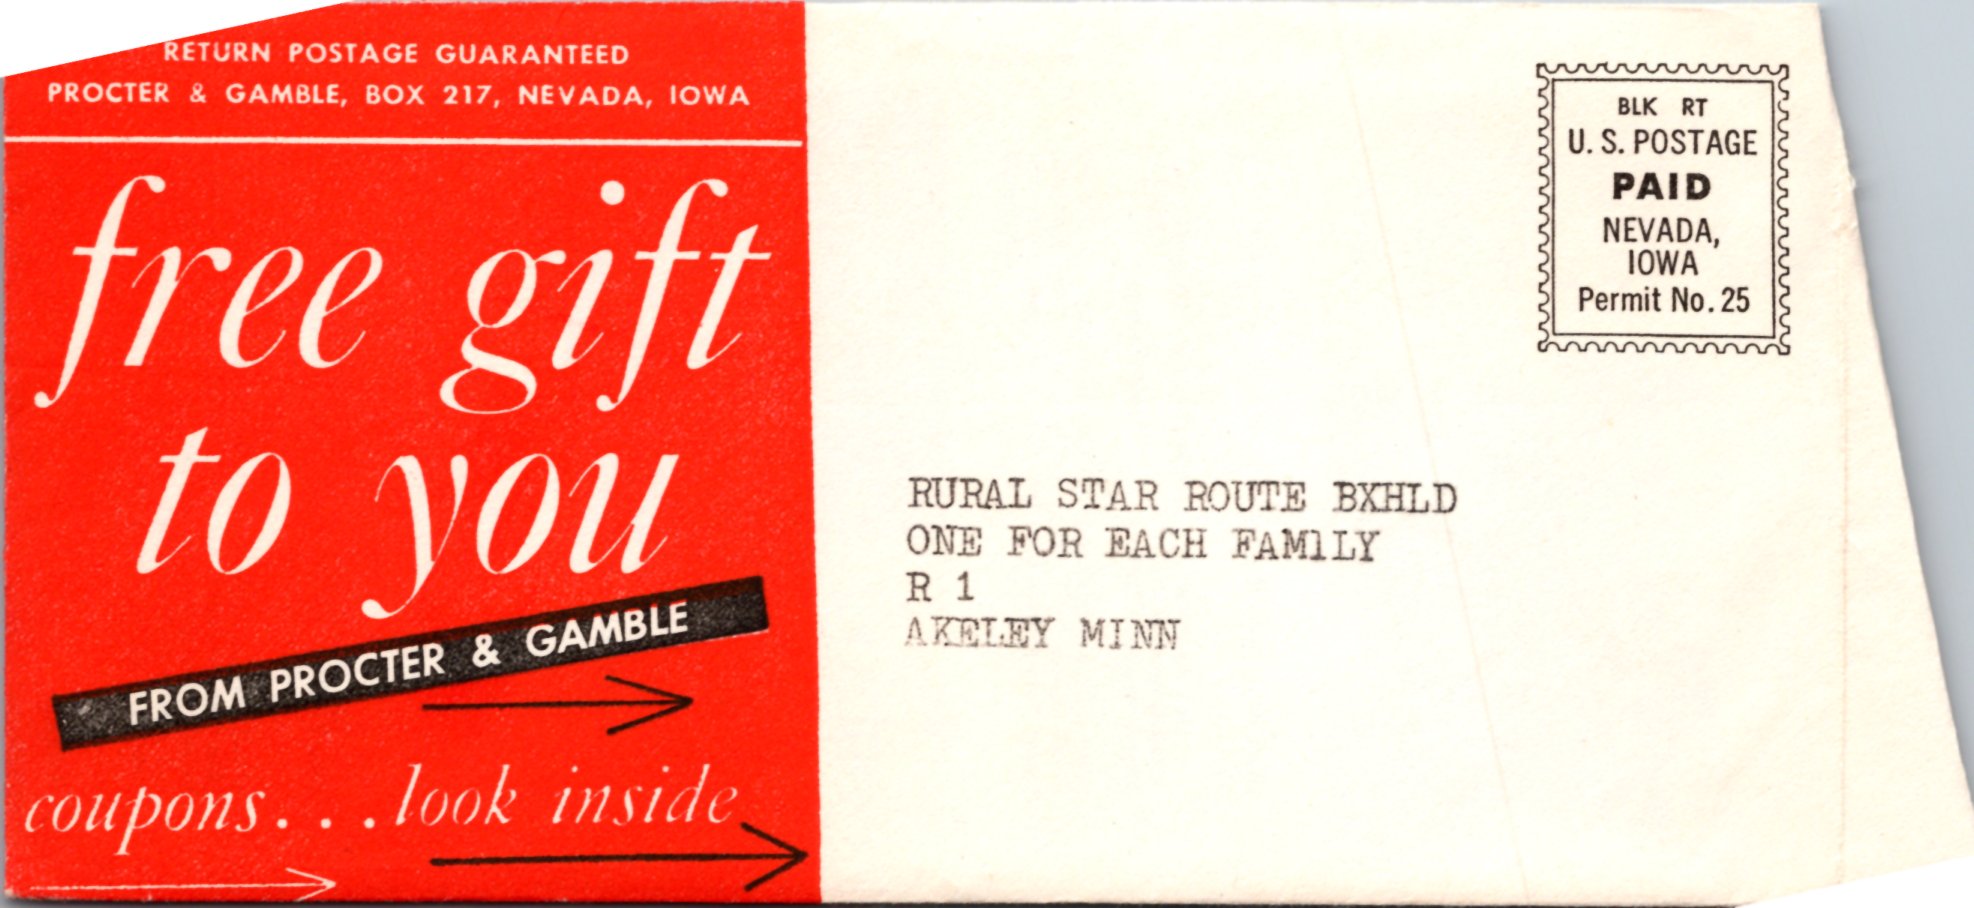 RETURN POSTAGE GUARANTEED
PROCTER & GAMBLE, BOX 217, NEVADA, IOWA
free gift
to you
FROM PROCTER & GAMBLE
coupons...look inside
BLK RT
U. S. POSTAGE
PAID
NEVADA,
IOWA
Permit No. 25
RURAL STAR ROUTE BXHLD
ONE FOR EACH FAM1LY
R 1
AKELEY MINN